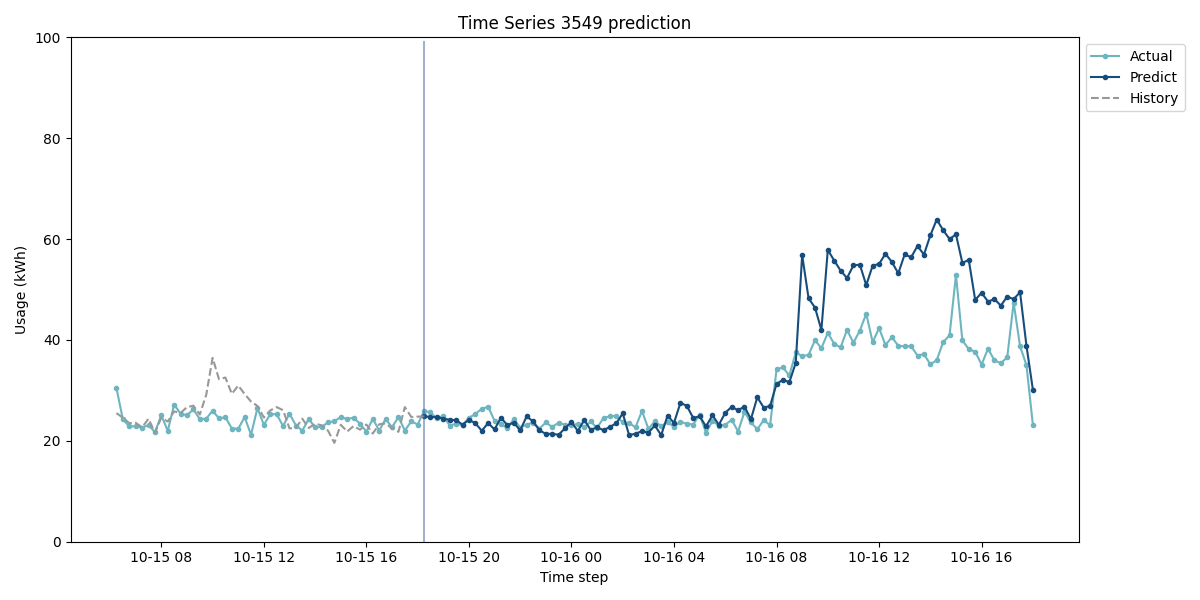 Time Series 3549 prediction
100
80
60
40
20
0
Usage (kWh)
10-15 08
10-15 12
10-15 16
10-15 20
10-16 00
10-16 04
10-16 08
10-16 12
10-16 16
Time step
Actual
Predict
History